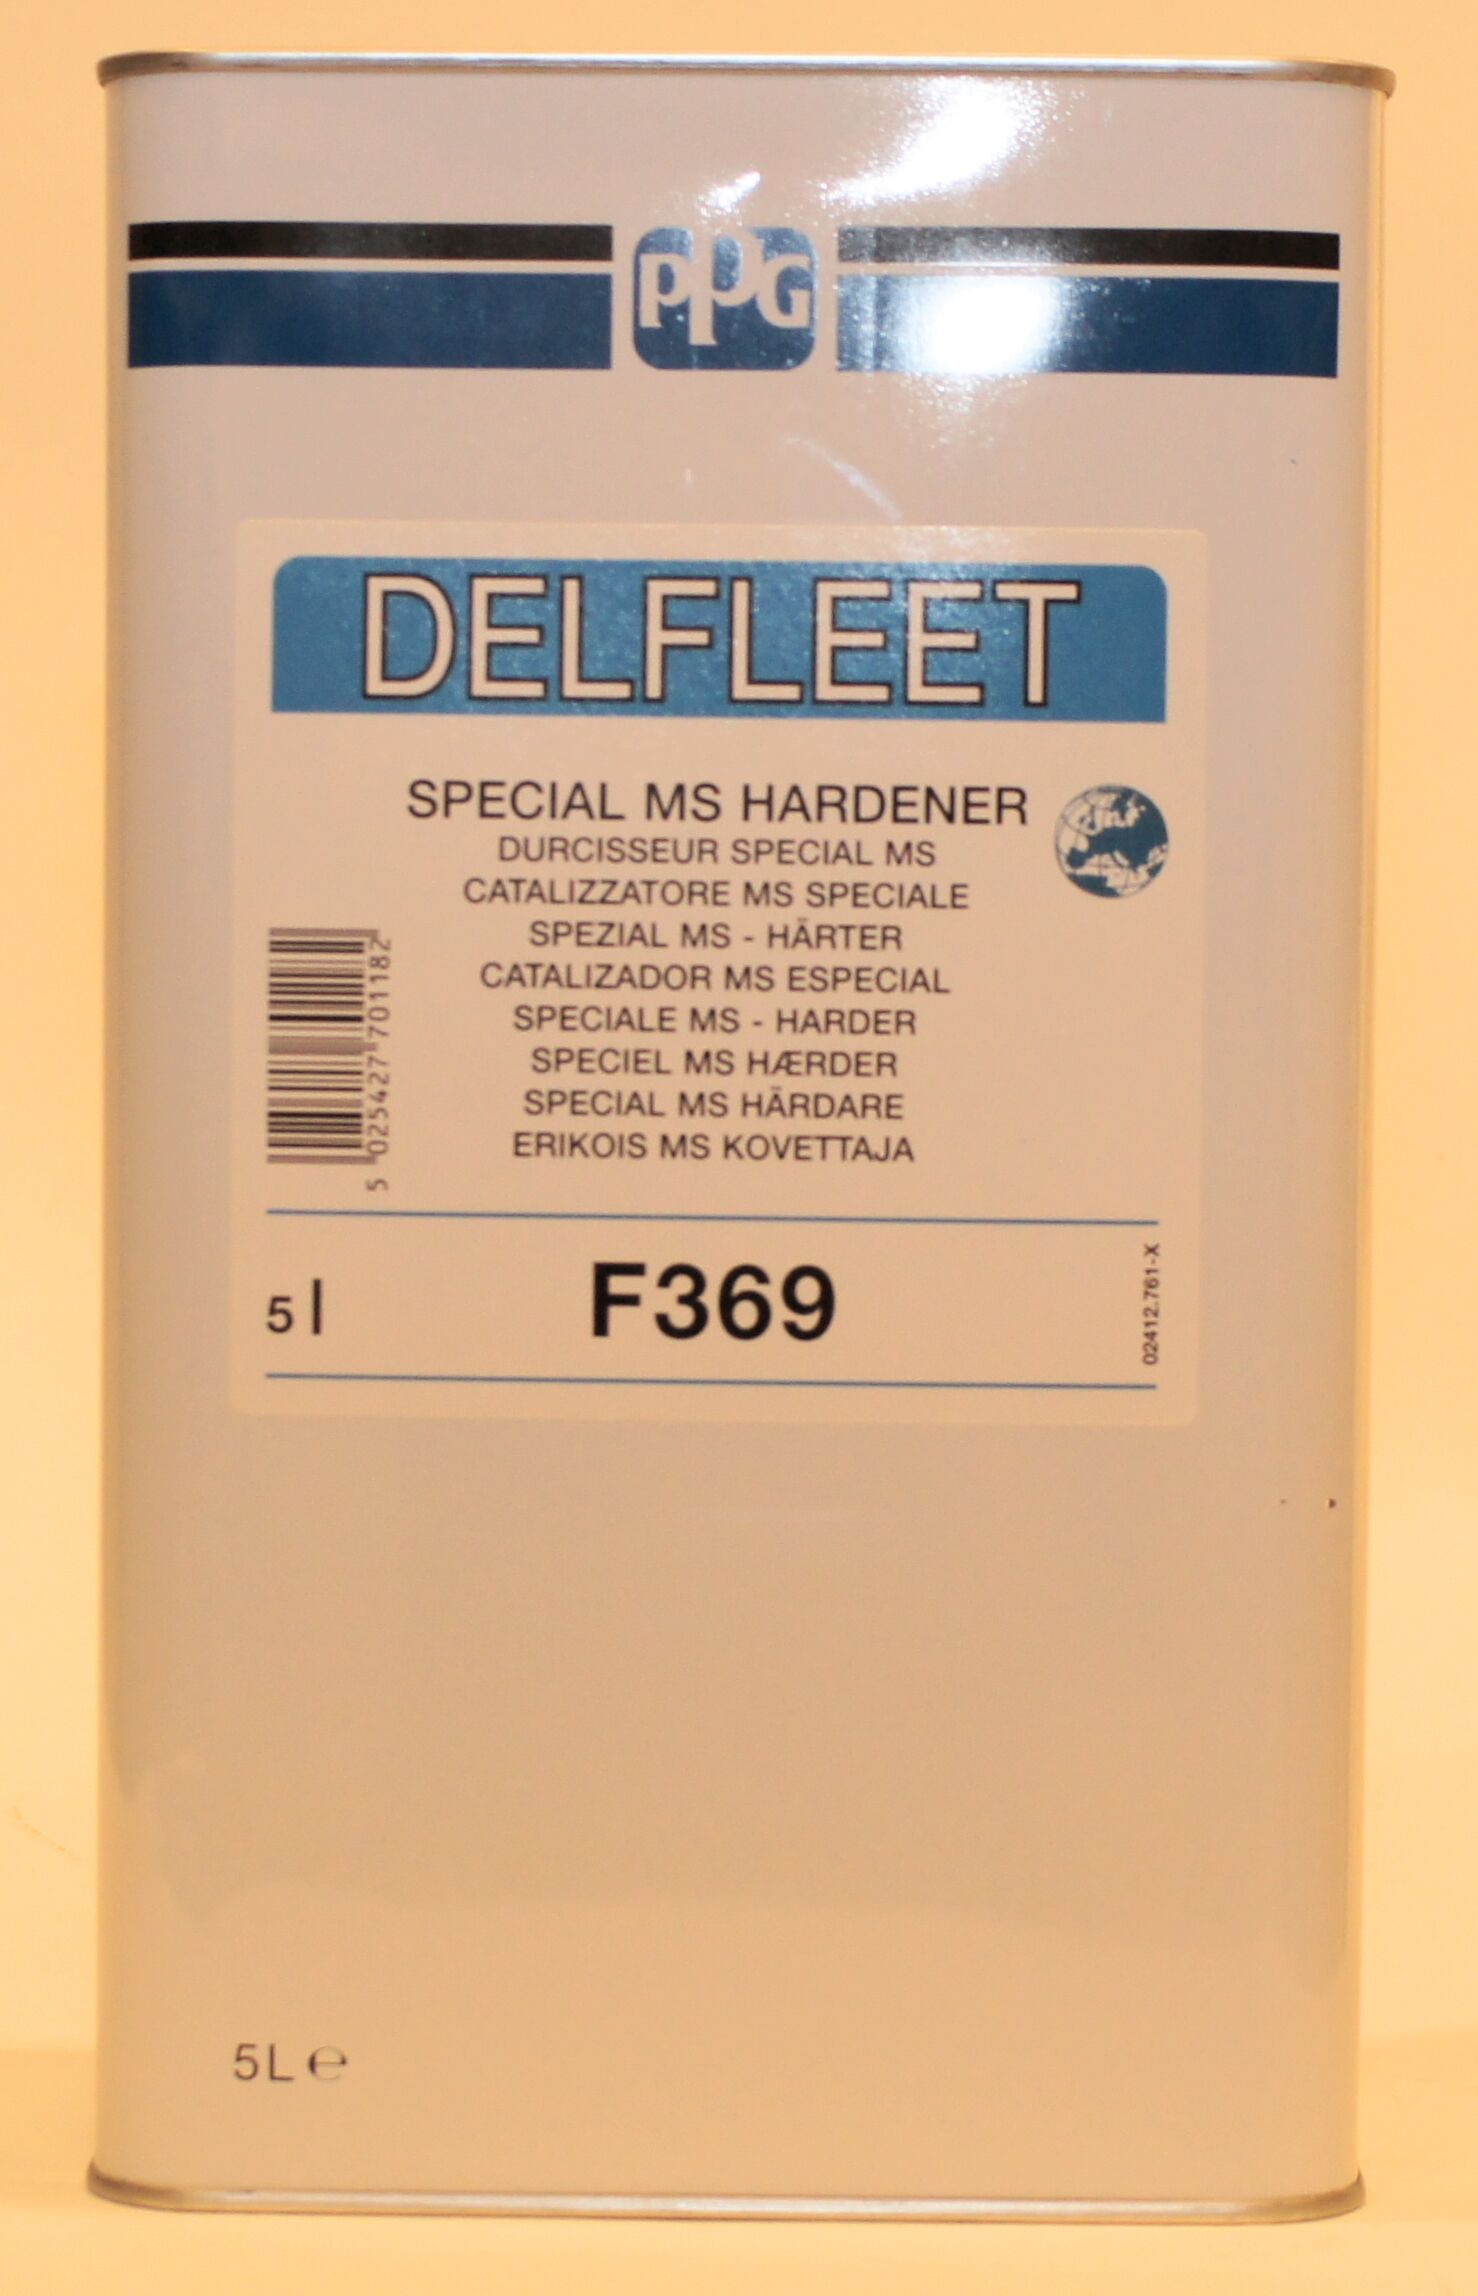 PPG
DELFLEET
SPECIAL MS HARDENER
DURCISSEUR SPECIAL MS
CATALIZZATORE MS SPECIALE
SPEZIAL MS - HÄRTER
CATALIZADOR MS ESPECIAL
SPECIALE MS - HARDER
SPECIEL MS HÆRDER
SPECIAL MS HÄRDARE
ERIKOIS MS KOVETTAJA
5 025427 701182
5 l
F369
02412.761-X
5L ℮